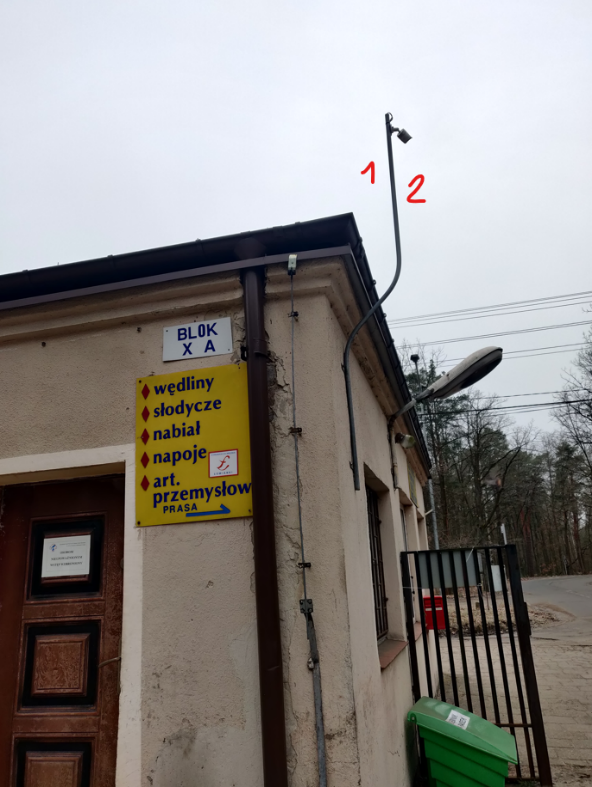 1
2
BLOK
X A
wędliny
słodycze
nabiał
napoje
art.
przemysłow
PRASA